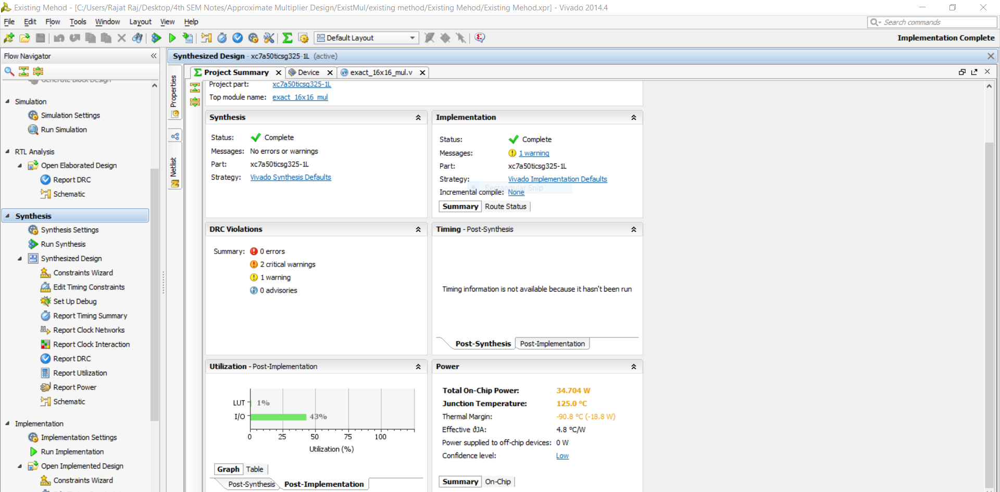 Existing Mehod - [C:/Users/Rajat Raj/Desktop/4th SEM Notes/Approximate Multiplier Design/ExistMul/existing method/Existing Mehod/Existing Mehod.xpr] - Vivado 2014.4
File Edit Flow Tools Window Layout View Help
Search commands
Default Layout
Implementation Complete
Flow Navigator
Generate Block Design
Simulation
Simulation Settings
Run Simulation
RTL Analysis
Open Elaborated Design
Report DRC
Schematic
Synthesis
Synthesis Settings
Run Synthesis
Synthesized Design
Constraints Wizard
Edit Timing Constraints
Set Up Debug
Report Timing Summary
Report Clock Networks
Report Clock Interaction
Report DRC
Report Utilization
Report Power
Schematic
Implementation
Implementation Settings
Run Implementation
Open Implemented Design
Constraints Wizard
Synthesized Design - xc7a50ticsg325-1L (active)
Properties
Netlist
Project Summary
Device
exact_16x16_mul.v
Project part: xc7a50ticsg325-1L
Top module name: exact_16x16_mul
Synthesis
Status: Complete
Messages: No errors or warnings
Part: xc7a50ticsg325-1L
Strategy: Vivado Synthesis Defaults
Implementation
Status: Complete
Messages: 1 warning
Part: xc7a50ticsg325-1L
Strategy: Vivado Implementation Defaults
Rectangular Snip
Incremental compile: None
Summary Route Status
DRC Violations
Summary: 0 errors
2 critical warnings
1 warning
0 advisories
Timing - Post-Synthesis
Timing information is not available because it hasn't been run
Post-Synthesis Post-Implementation
Utilization - Post-Implementation
LUT 1%
I/O 43%
0 25 50 75 100
Utilization (%)
Graph Table
Post-Synthesis Post-Implementation
Power
Total On-Chip Power: 34.704 W
Junction Temperature: 125.0 °C
Thermal Margin: -90.8 °C (-18.8 W)
Effective ϑJA: 4.8 °C/W
Power supplied to off-chip devices: 0 W
Confidence level: Low
Summary On-Chip